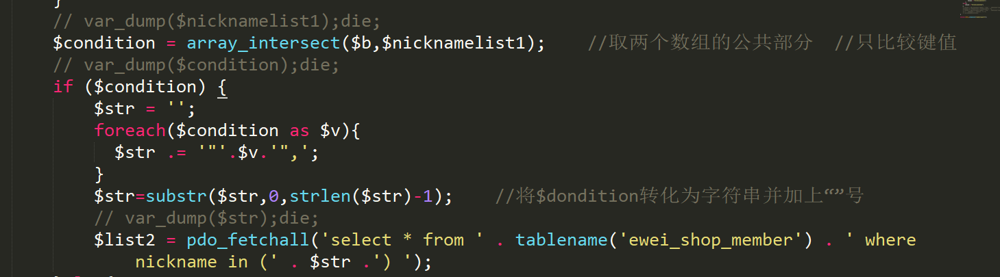 }
// var_dump($nicknamelist1);die;
$condition = array_intersect($b,$nicknamelist1);    //取两个数组的公共部分  //只比较键值
// var_dump($condition);die;
if ($condition) {
    $str = '';
    foreach($condition as $v){
      $str .= '"'.$v.'",';
    }
    $str=substr($str,0,strlen($str)-1);    //将$dondition转化为字符串并加上“”号
    // var_dump($str);die;
    $list2 = pdo_fetchall('select * from ' . tablename('ewei_shop_member') . ' where
        nickname in (' . $str .') ');